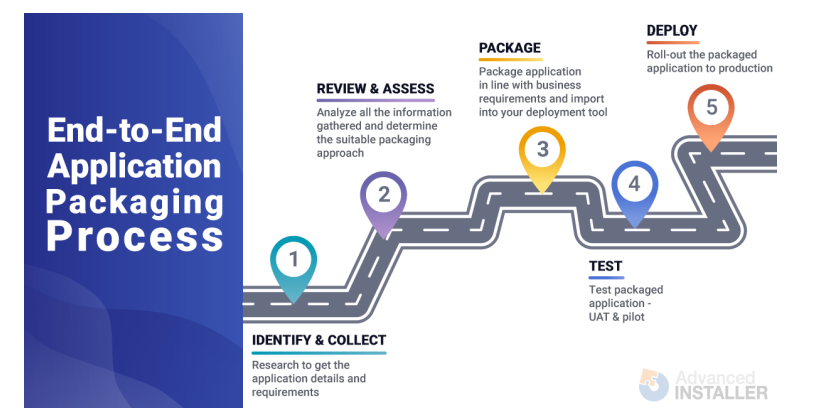 End-to-End
Application
Packaging
Process
1
IDENTIFY & COLLECT
Research to get the
application details and
requirements
2
REVIEW & ASSESS
Analyze all the information
gathered and determine
the suitable packaging
approach
3
PACKAGE
Package application
in line with business
requirements and import
into your deployment tool
4
TEST
Test packaged
application -
UAT & pilot
5
DEPLOY
Roll-out the packaged
application to production
Advanced
INSTALLER